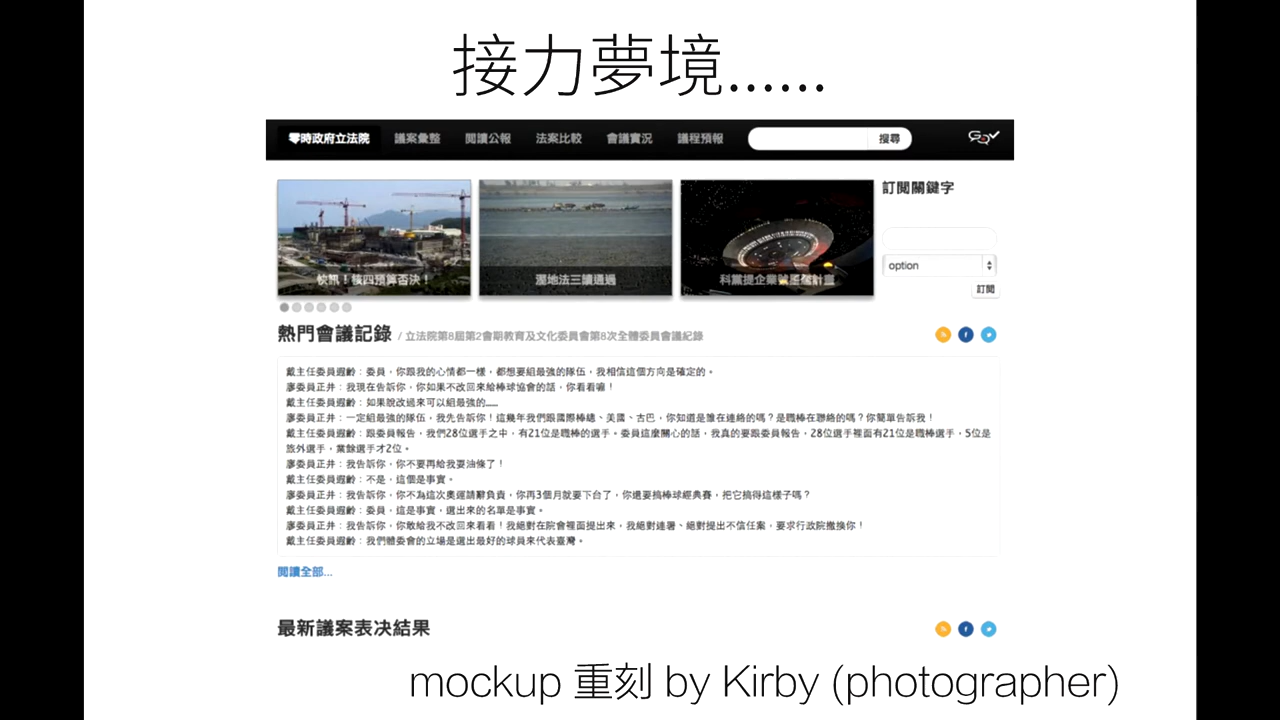 接力夢境......
零時政府立法院 議案彙整 閱讀公報 法案比較 會議實況 議程預報 搜尋 G0V
快訊！核四預算否決！
濕地法三讀通過
科黨提企業號重建計畫
訂閱關鍵字
option
訂閱
熱門會議記錄 / 立法院第8屆第2會期教育及文化委員會第8次全體委員會議紀錄
戴主任委員遐齡：委員，你跟我的心情都一樣，都想要組最強的隊伍，我相信這個方向是確定的。
廖委員正井：我現在告訴你，你如果不改回來給棒球協會的話，你看看嘛！
戴主任委員遐齡：如果說改過來可以組最強的……
廖委員正井：一定組最強的隊伍，我先告訴你！這幾年我們跟國際棒總、美國、古巴，你知道是誰在連絡的嗎？是職棒在聯絡的嗎？你簡單告訴我！
戴主任委員遐齡：跟委員報告，我們28位選手之中，有21位是職棒的選手。委員這麼關心的話，我真的要跟委員報告，28位選手裡面有21位是職棒選手，5位是
旅外選手，業餘選手才2位。
廖委員正井：我告訴你，你不要再給我耍油條了！
戴主任委員遐齡：不是，這個是事實。
廖委員正井：我告訴你，你不為這次奧運請辭負責，你再3個月就要下台了，你還要搞棒球經典賽，把它搞得這樣子嗎？
戴主任委員遐齡：委員，這是事實，選出來的名單是事實。
廖委員正井：我告訴你，你敢給我不改回來看看！我絕對在院會裡面提出來，我絕對連署、絕對提出不信任案，要求行政院撤換你！
戴主任委員遐齡：我們體委會的立場是選出最好的球員來代表臺灣。
閱讀全部...
最新議案表決結果
mockup 重刻 by Kirby (photographer)